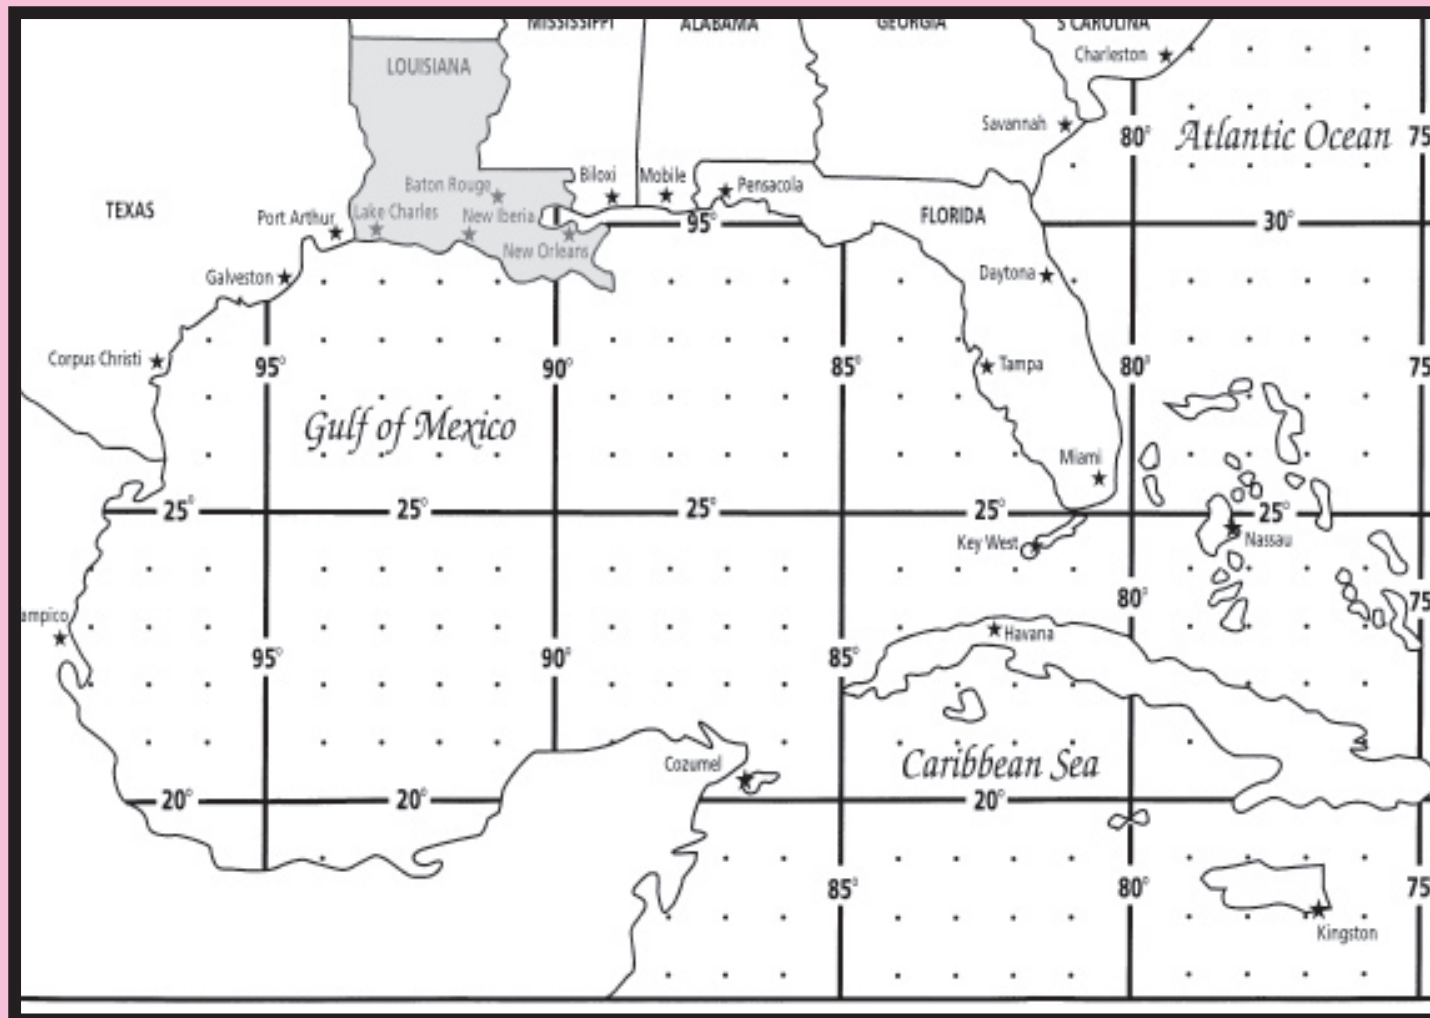 MISSISSIPPI
ALABAMA
GEORGIA
S CAROLINA
Charleston
LOUISIANA
Savannah
80°
Atlantic Ocean
75
Biloxi
Mobile
Pensacola
Baton Rouge
TEXAS
Port Arthur
Lake Charles
New Iberia
95°
FLORIDA
30°
New Orleans
Galveston
Daytona
Corpus Christi
95°
90°
85°
Tampa
80°
75
Gulf of Mexico
Miami
25°
25°
25°
25°
25°
Key West
Nassau
80°
75
ampico
Havana
95°
90°
85°
Cozumel
Caribbean Sea
20°
20°
20°
85°
80°
75
Kingston